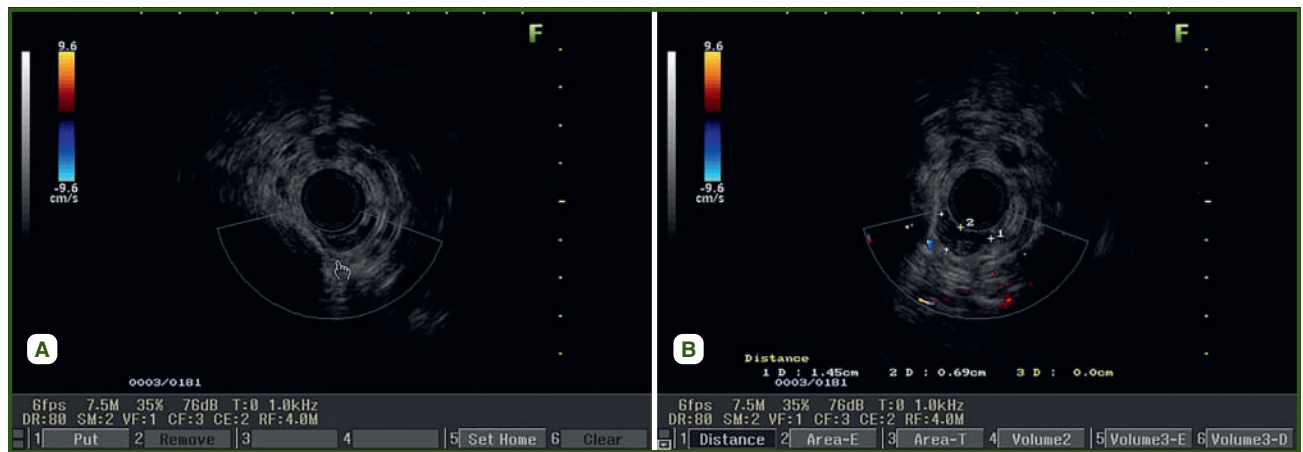 F
9.6
-9.6
cm/s
A
0003/0181
6fps 7.5M 35% 76dB T:0 1.0kHz
DR:80 SM:2 VF:1 CF:3 CE:2 RF:4.0M
1 Put 2 Remove 3 4 5 Set Home 6 Clear
F
9.6
-9.6
cm/s
2
1
B
Distance
1 D : 1.45cm 2 D : 0.69cm 3 D : 0.0cm
0003/0181
6fps 7.5M 35% 76dB T:0 1.0kHz
DR:80 SM:2 VF:1 CF:3 CE:2 RF:4.0M
1 Distance 2 Area-E 3 Area-T 4 Volume2 5 Volume3-E 6 Volume3-D